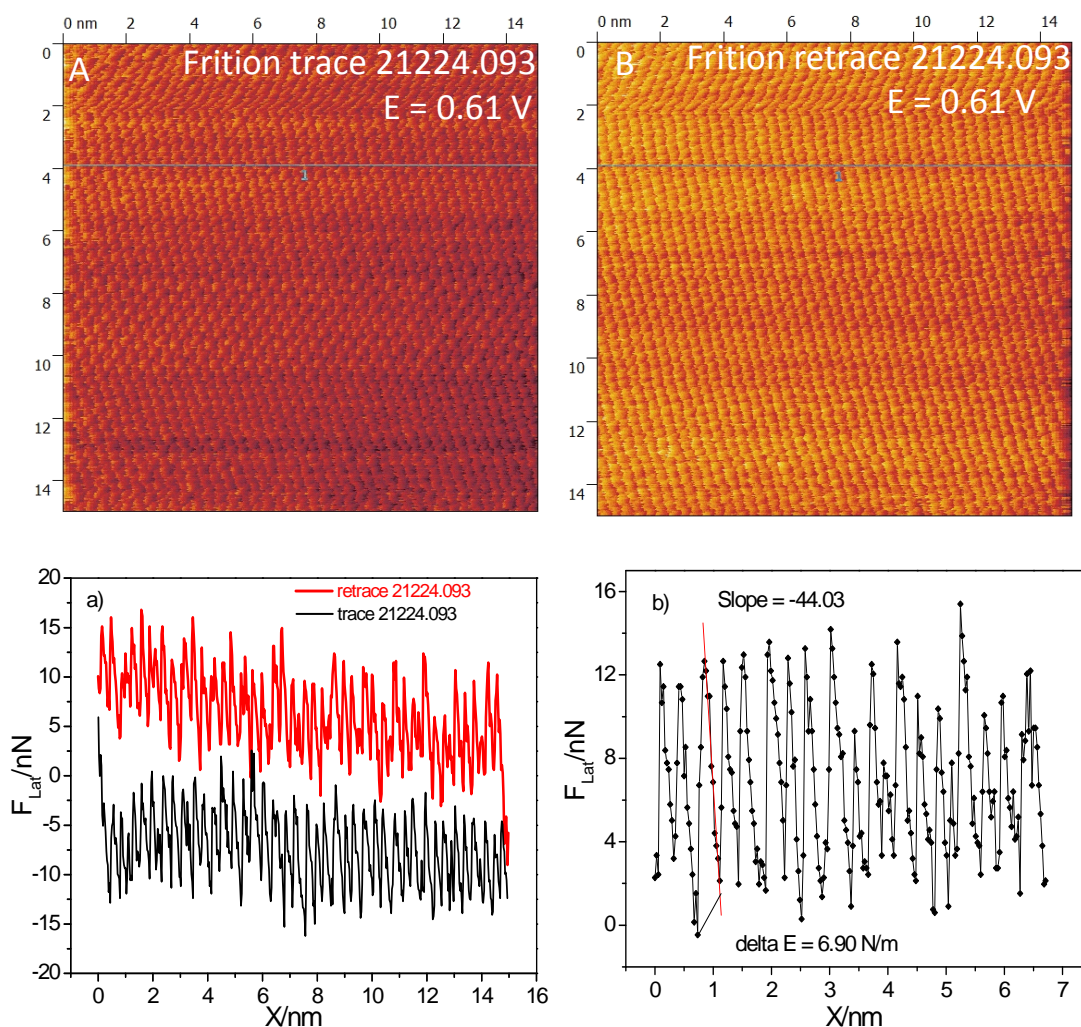 0 nm 2 4 6 8 10 12 14
0 2 4 6 8 10 12 14
A Frition trace 21224.093
E = 0.61 V
1
0 nm 2 4 6 8 10 12 14
0 2 4 6 8 10 12 14
B Frition retrace 21224.093
E = 0.61 V
1
a)
retrace 21224.093
trace 21224.093
20
15
10
5
0
-5
-10
-15
-20
F Lat/nN
0 2 4 6 8 10 12 14 16
X/nm
b)
Slope = -44.03
16
12
8
4
0
F Lat/nN
delta E = 6.90 N/m
0 1 2 3 4 5 6 7
X/nm